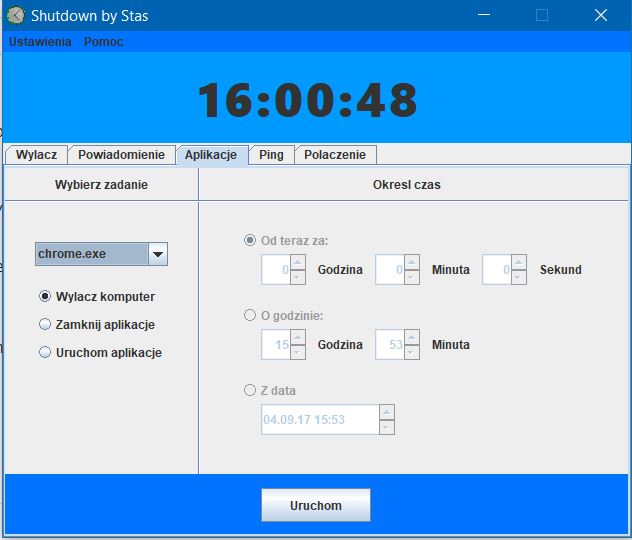 Shutdown by Stas
Ustawienia Pomoc
16:00:48
Wylacz Powiadomienie Aplikacje Ping Polaczenie
Wybierz zadanie
Okresl czas
chrome.exe
Wylacz komputer
Zamknij aplikacje
Uruchom aplikacje
Od teraz za:
0 Godzina 0 Minuta 0 Sekund
O godzinie:
15 Godzina 53 Minuta
Z data
04.09.17 15:53
Uruchom